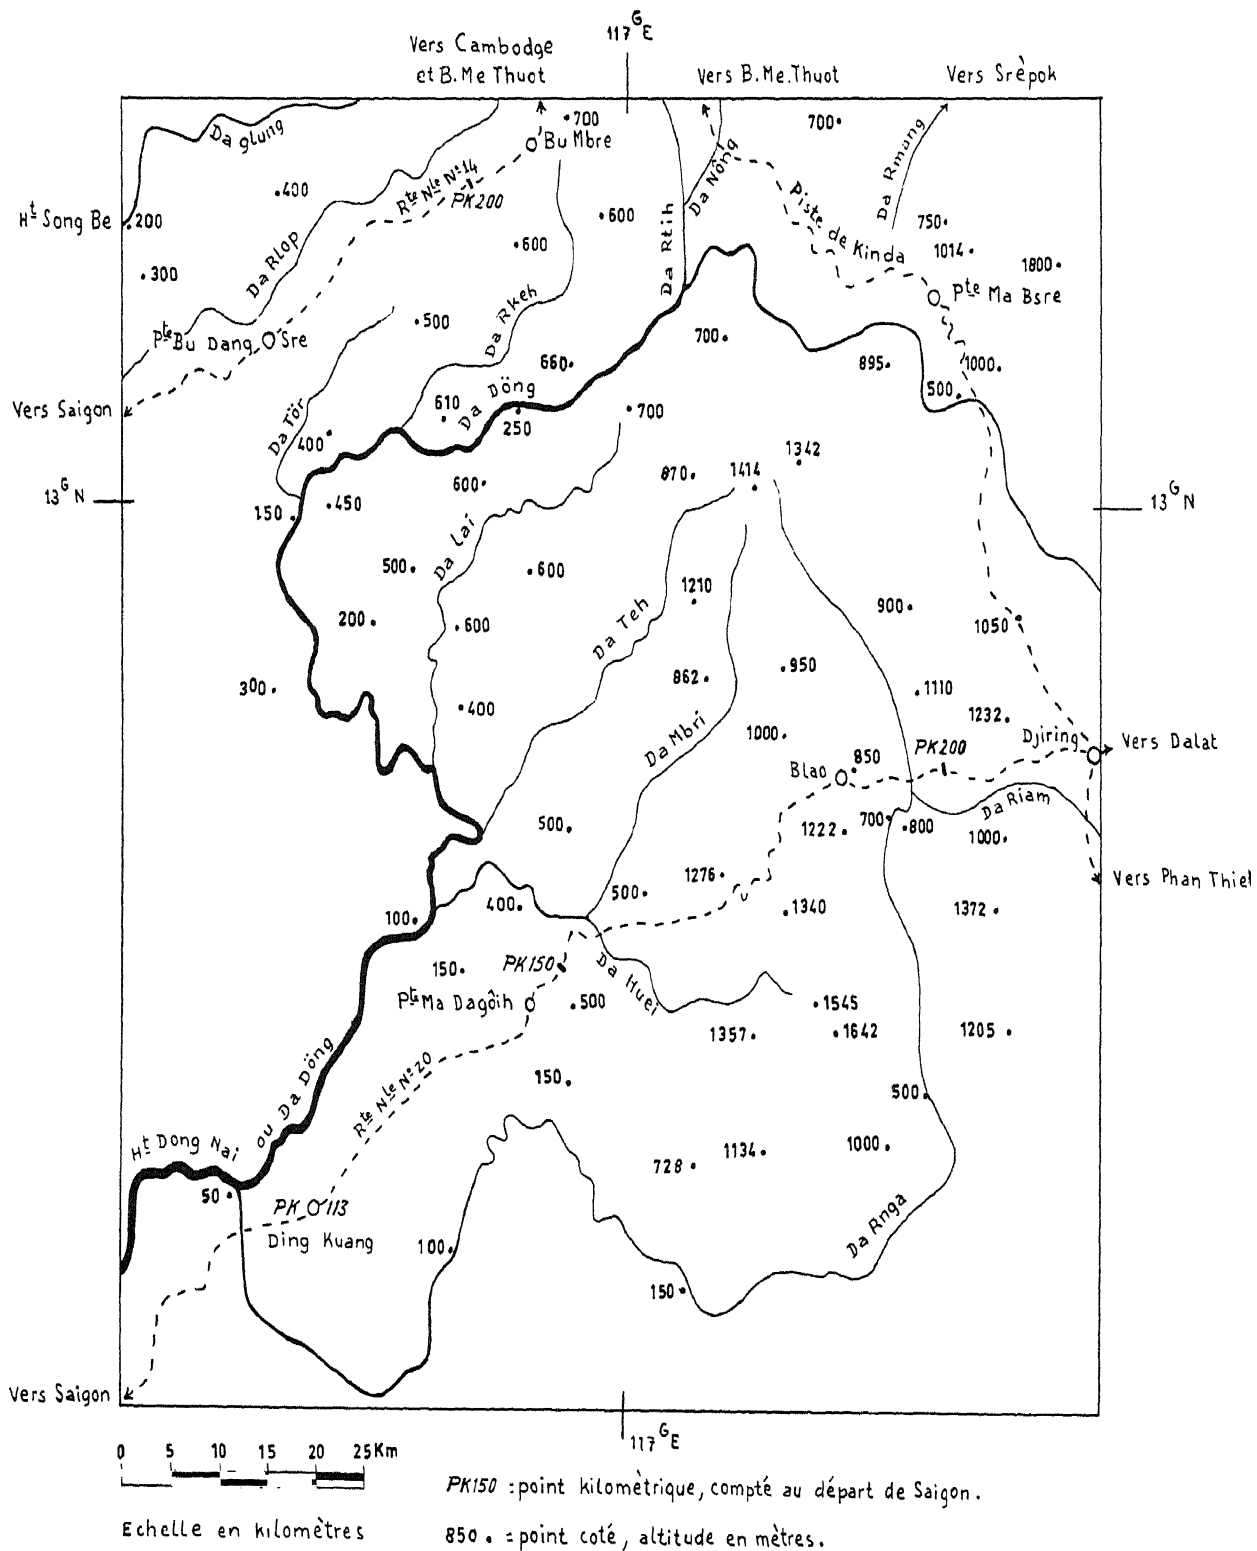 117ᴳE
Vers Cambodge
et B.Me Thuot
Vers B.Me.Thuot
Vers Srèpok
700
700
Da glung
Bu Mbre
Rte Nle N°14
PK200
Da Nông
Da Rmang
400
Ht Song Be
200
600
Piste de Kinda
750
1014
1800
600
Da Rlop
Da Rtih
300
Pte Ma Bsre
Da Rkeh
500
Pte Bu Dang Sre
700
660
895
1000
Da Döng
500
Vers Saigon
610
250
700
Da Tör
400
1342
870
1414
600
13ᴳN
450
13ᴳN
150
Da Lai
500
600
1210
900
200
600
Da Teh
1050
950
862
300
1110
400
1232
Da Mbri
1000
Djiring
Vers Dalat
PK200
850
Blao
Da Riam
500
700
800
1222
1000
1276
Vers Phan Thiet
500
400
100
1340
1372
150
PK150
Da Huei
Pte Ma Dagôih
500
1545
1357
1642
1205
Rte Nle N°20
150
500
Ht Dong Nai ou Da Döng
728
1134
1000
50
PK 113
Da Rnga
Ding Kuang
100
150
Vers Saigon
117ᴳE
0 5 10 15 20 25Km
PK150 : point kilomètrique, compté au départ de Saigon.
Echelle en kilomètres
850 . = point coté, altitude en mètres.